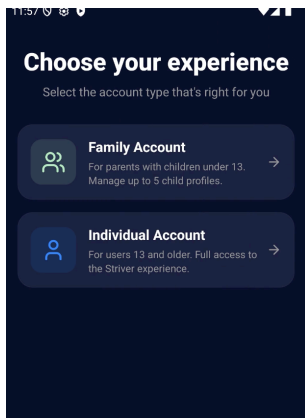 11:57
Choose your experience
Select the account type that's right for you
Family Account
For parents with children under 13.
Manage up to 5 child profiles.
Individual Account
For users 13 and older. Full access to
the Striver experience.